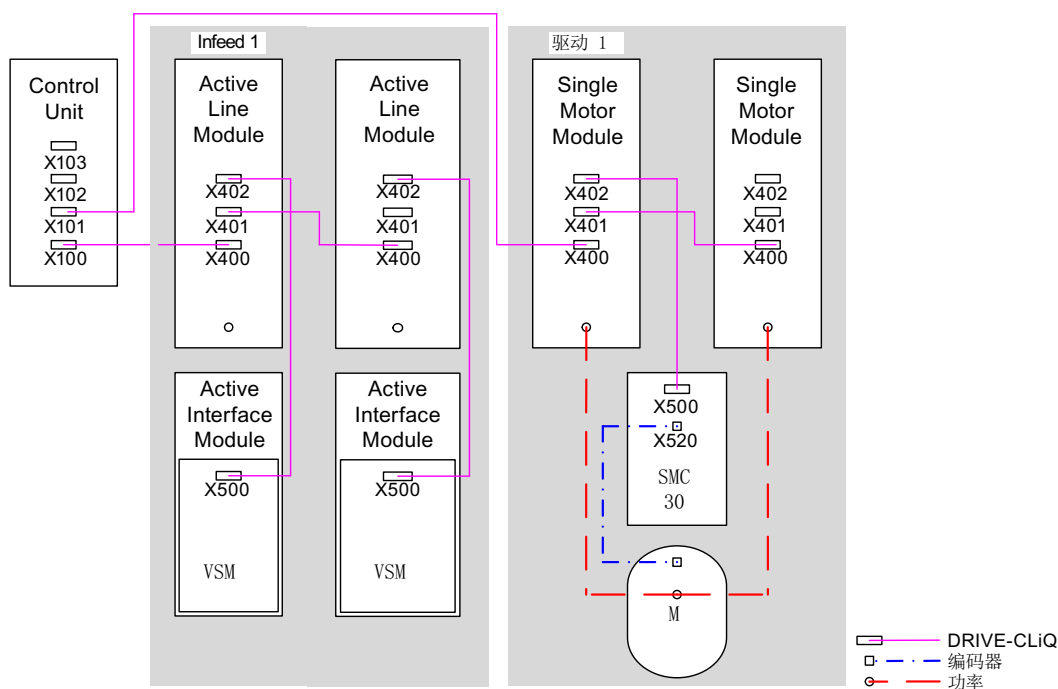 Infeed 1
驱动 1
Control
Unit
X103
X102
X101
X100
Active
Line
Module
X402
X401
X400
Active
Line
Module
X402
X401
X400
Single
Motor
Module
X402
X401
X400
Single
Motor
Module
X402
X401
X400
Active
Interface
Module
X500
VSM
Active
Interface
Module
X500
VSM
X500
X520
SMC
30
M
DRIVE-CLiQ
编码器
功率